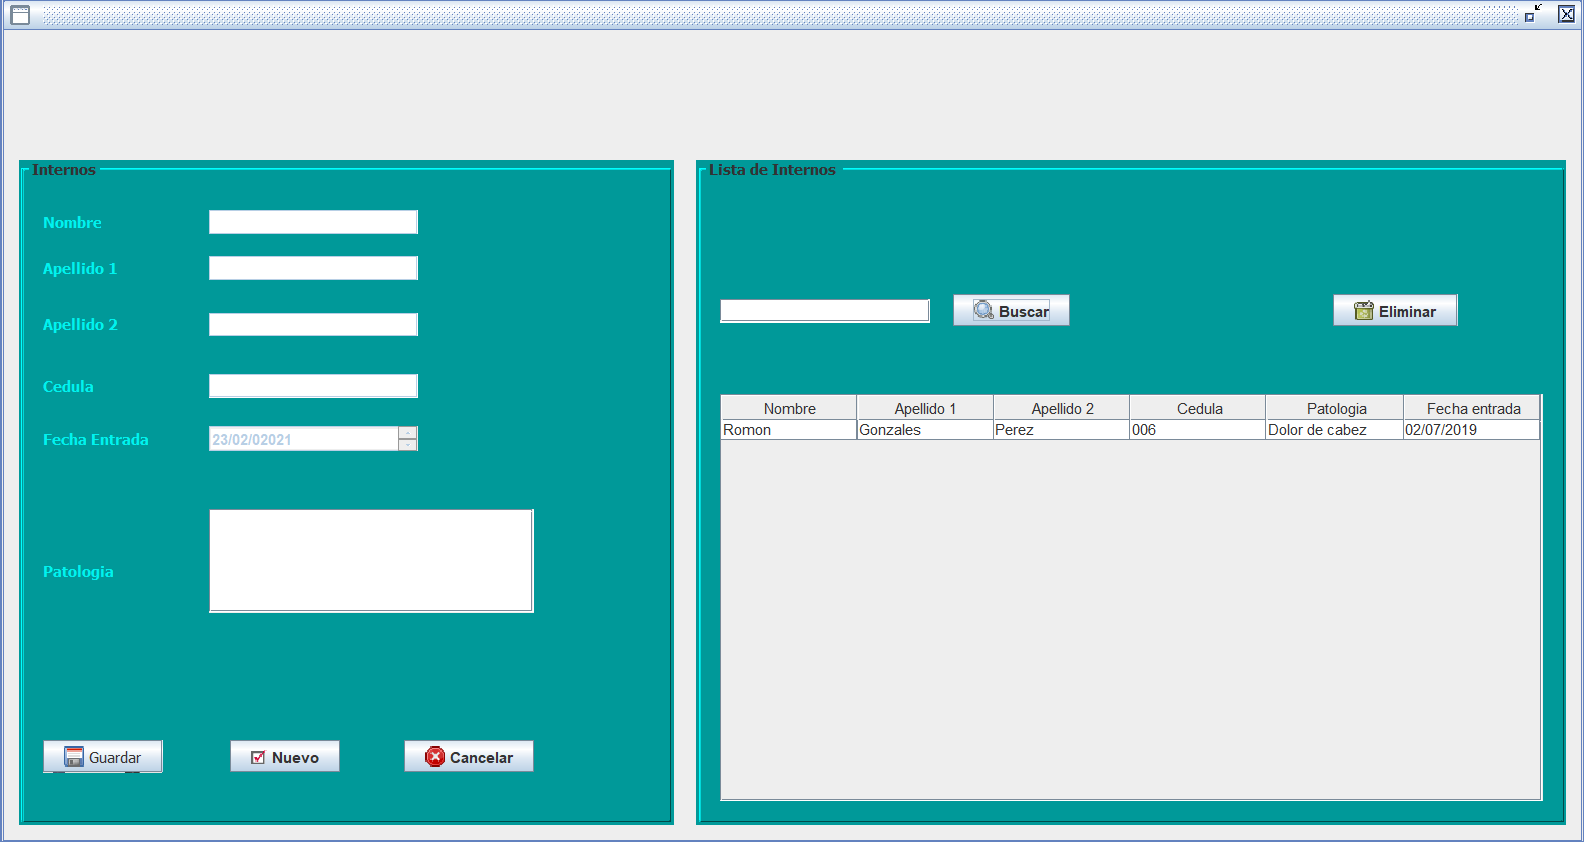 Internos
Nombre
Apellido 1
Apellido 2
Cedula
Fecha Entrada 23/02/02021
Patologia
Guardar Nuevo Cancelar
Lista de Internos
Buscar Eliminar
Nombre Apellido 1 Apellido 2 Cedula Patologia Fecha entrada
Romon Gonzales Perez 006 Dolor de cabez 02/07/2019